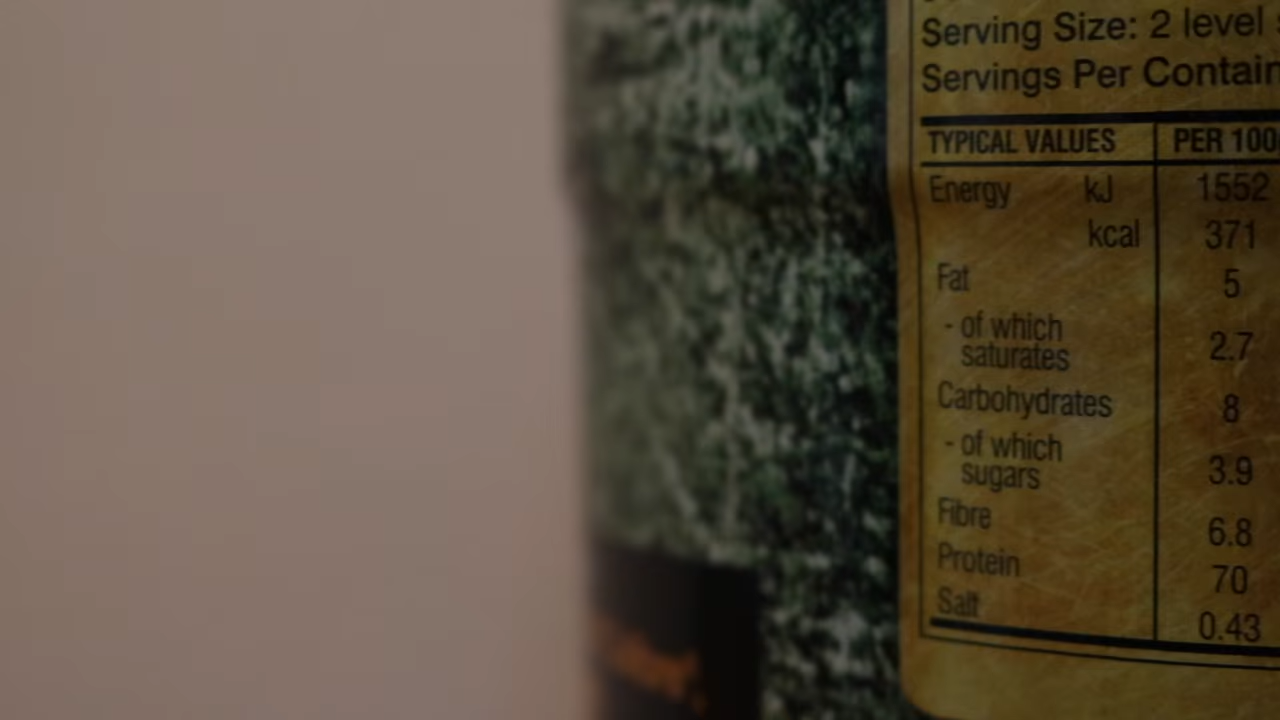 Serving Size: 2 level
Servings Per Contain
TYPICAL VALUES PER 100
Energy kJ 1552
kcal 371
Fat 5
- of which
saturates 2.7
Carbohydrates 8
- of which
sugars 3.9
Fibre 6.8
Protein 70
Salt 0.43